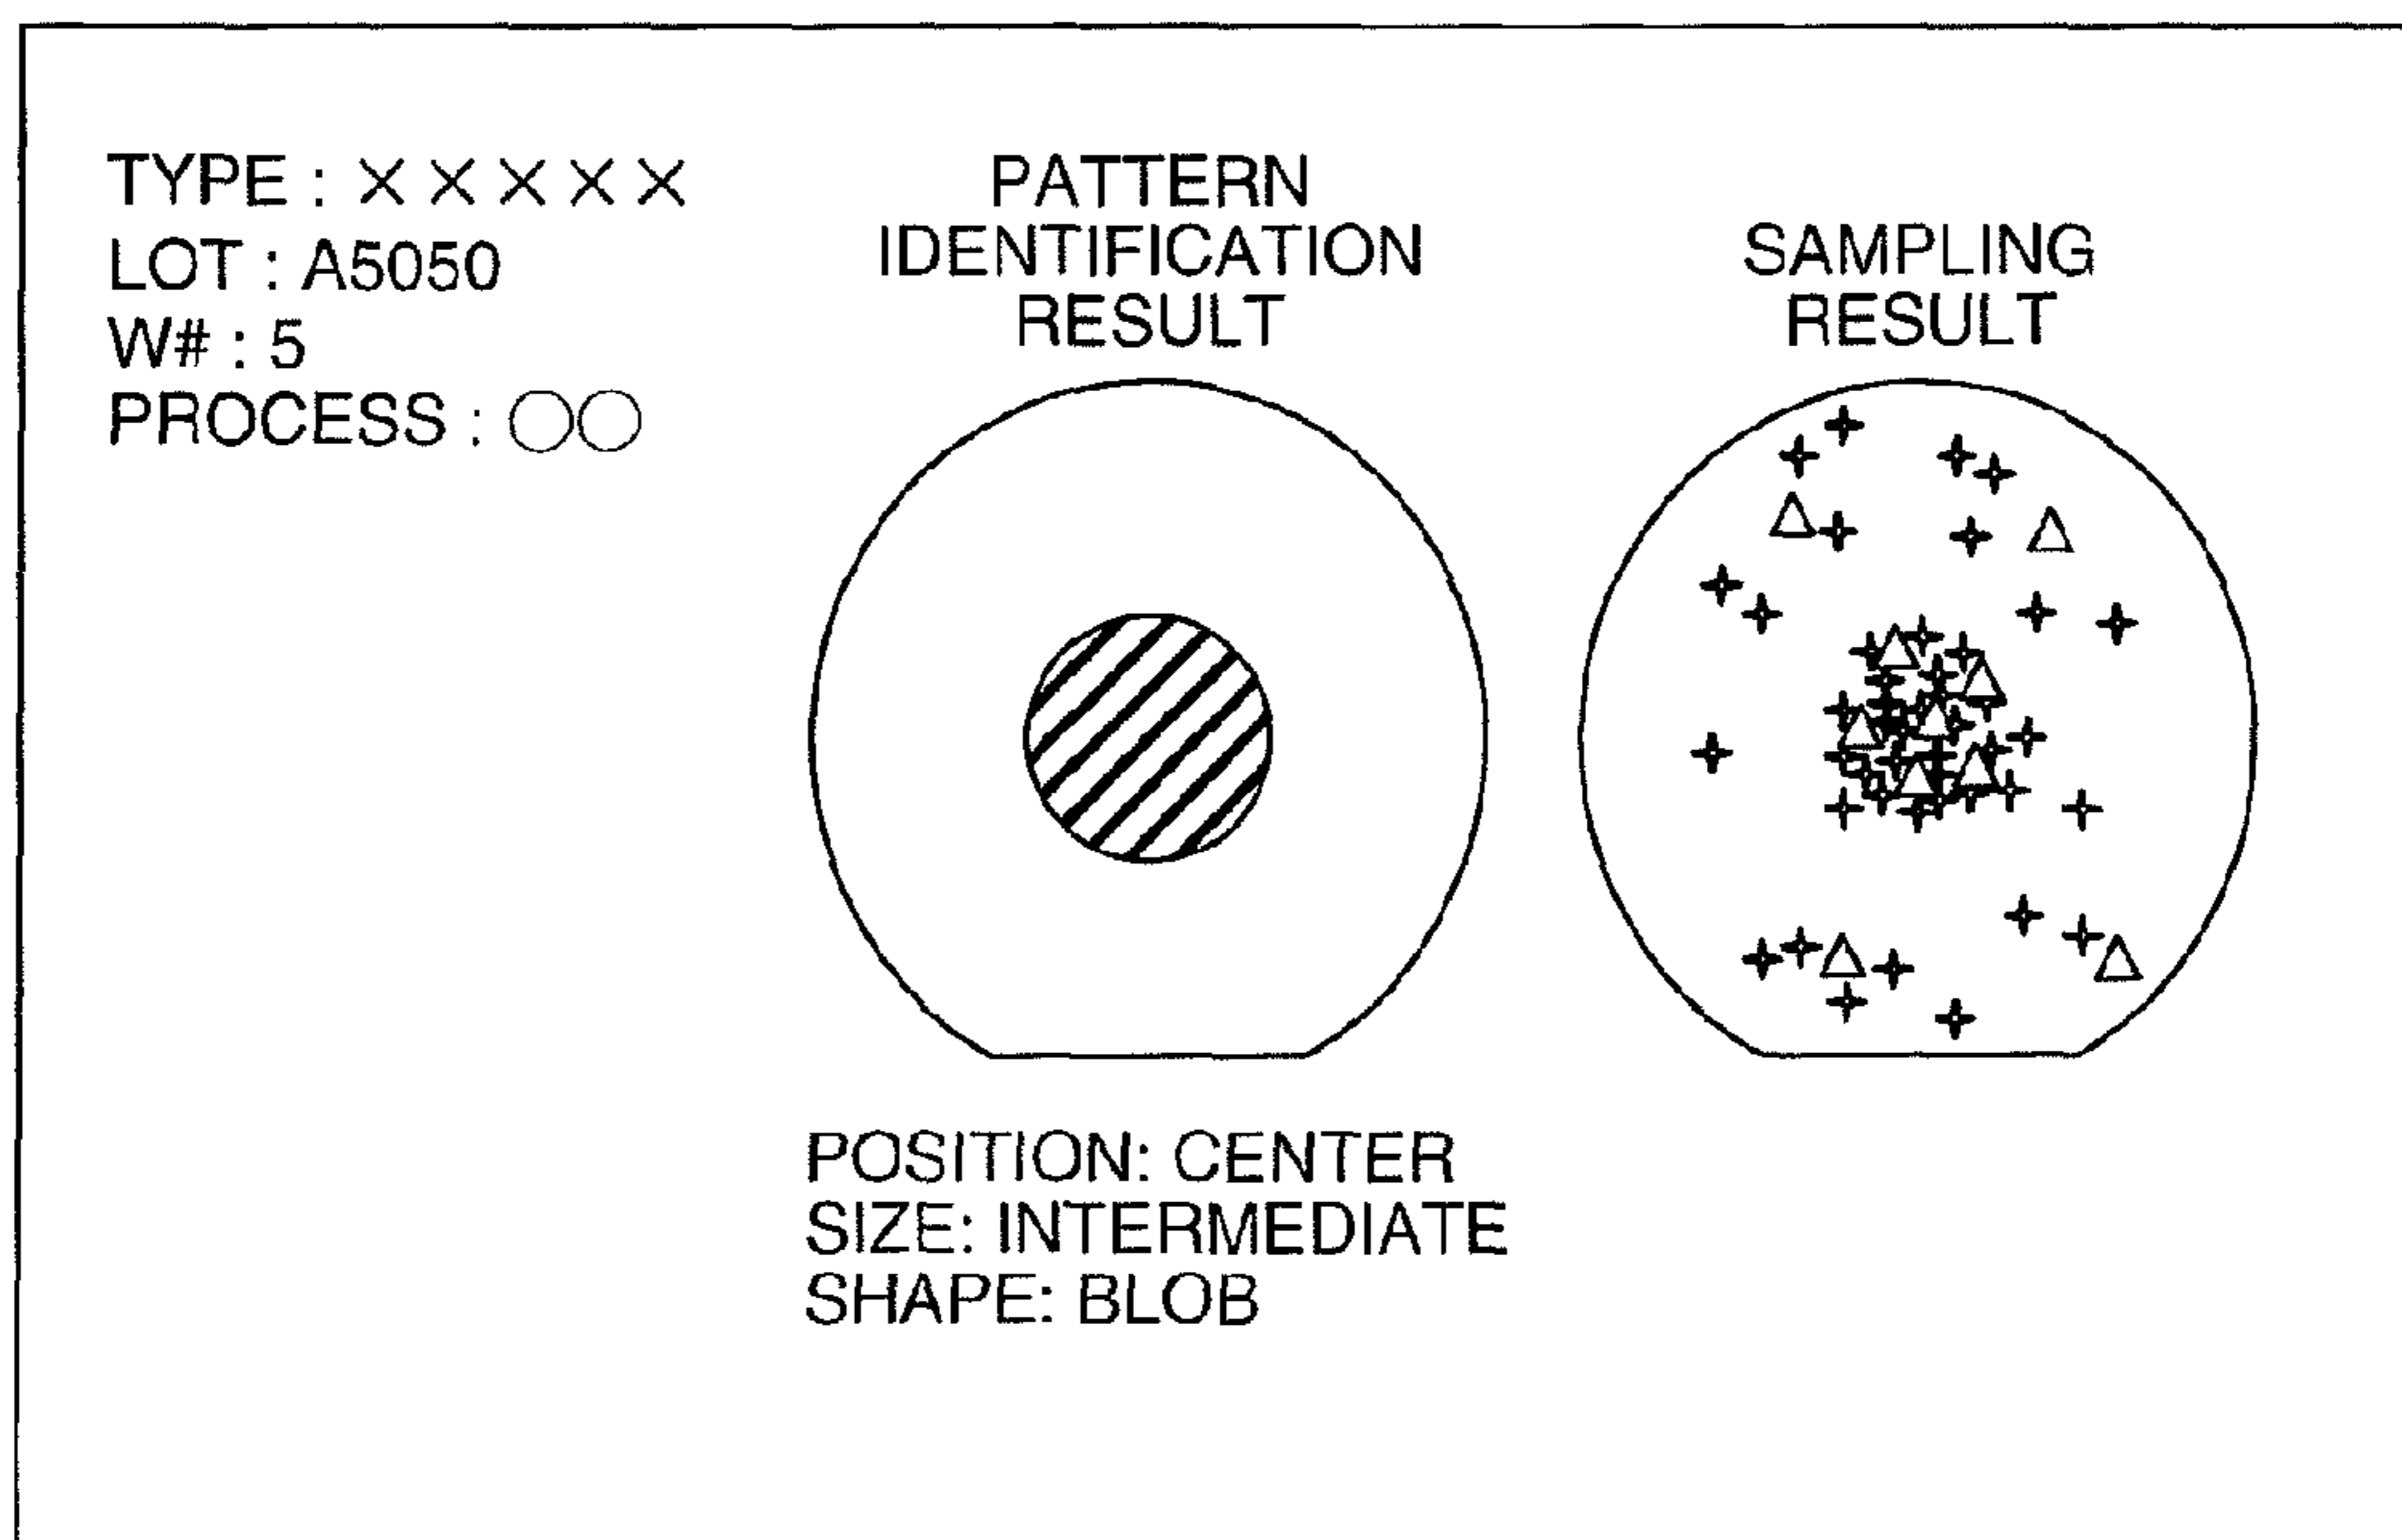 TYPE : × × × × ×
LOT : A5050
W# : 5
PROCESS : ○○
PATTERN
IDENTIFICATION
RESULT
SAMPLING
RESULT
POSITION: CENTER
SIZE: INTERMEDIATE
SHAPE: BLOB